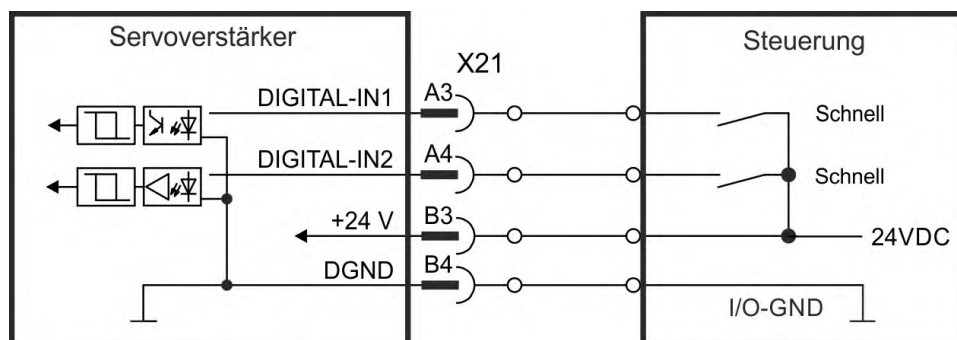 Servoverstärker
X21
Steuerung
DIGITAL-IN1
A3
Schnell
DIGITAL-IN2
A4
Schnell
+24 V
B3
24VDC
DGND
B4
I/O-GND